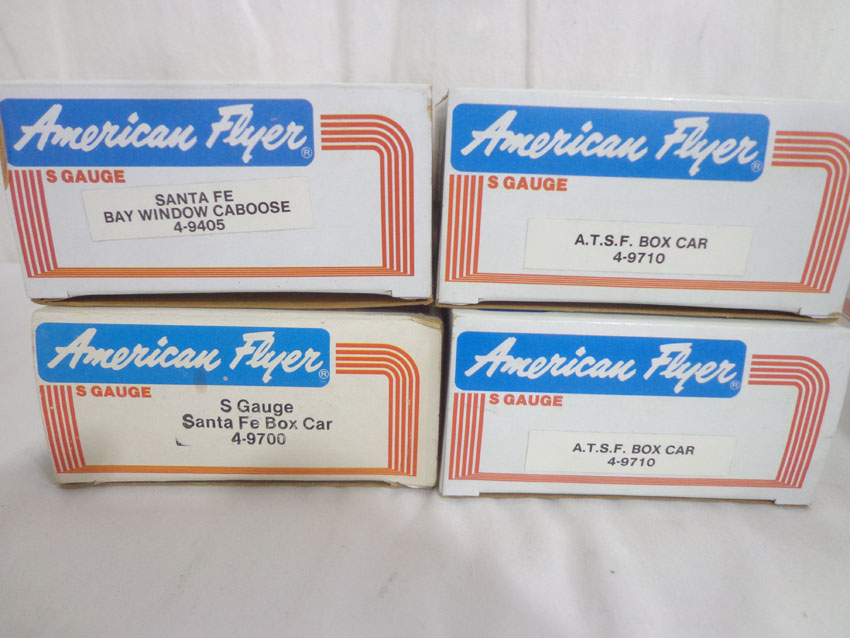 American Flyer®
S GAUGE
SANTA FE
BAY WINDOW CABOOSE
4-9405
American Flyer®
S GAUGE
A.T.S.F. BOX CAR
4-9710
American Flyer®
S GAUGE
S Gauge
Santa Fe Box Car
4-9700
American Flyer®
S GAUGE
A.T.S.F. BOX CAR
4-9710